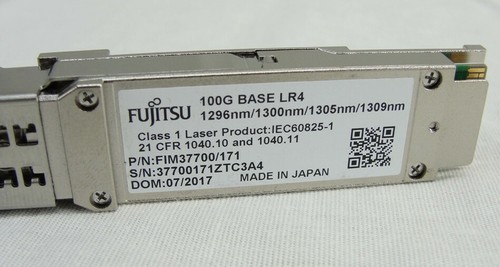 FUJITSU
100G BASE LR4
1296nm/1300nm/1305nm/1309nm
Class 1 Laser Product:IEC60825-1
21 CFR 1040.10 and 1040.11
P/N:FIM37700/171
S/N:37700171ZTC3A4
DOM:07/2017 MADE IN JAPAN